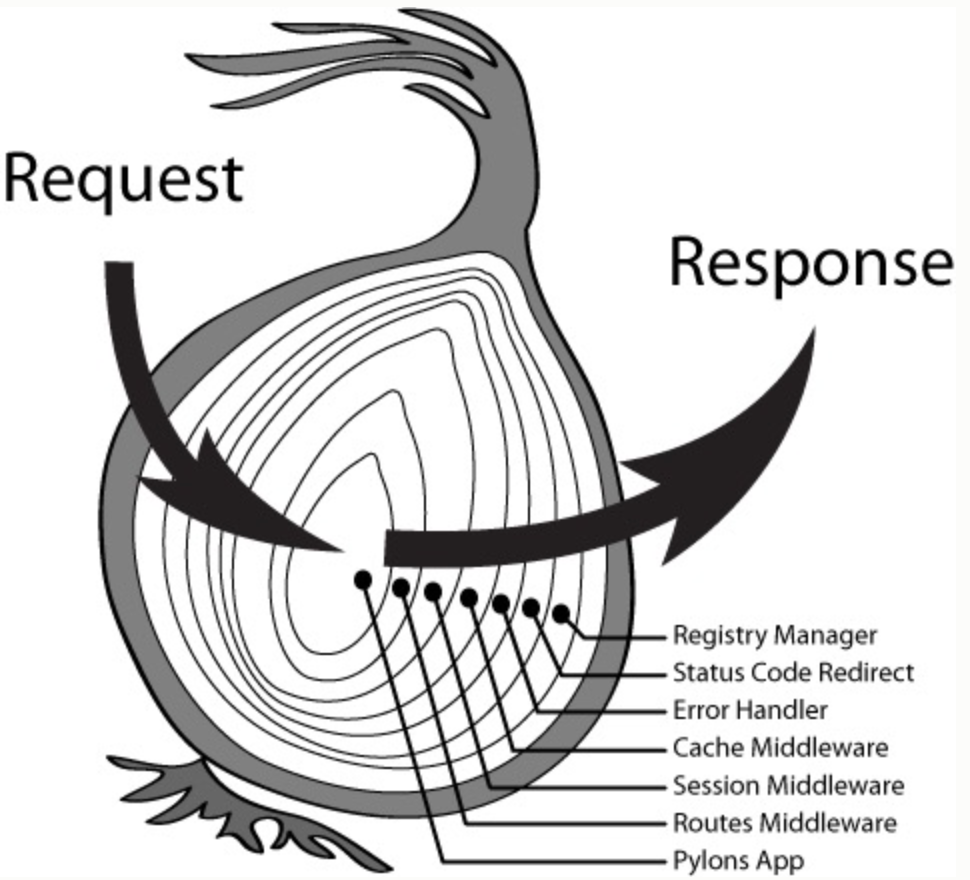 Request
Response
Registry Manager
Status Code Redirect
Error Handler
Cache Middleware
Session Middleware
Routes Middleware
Pylons App